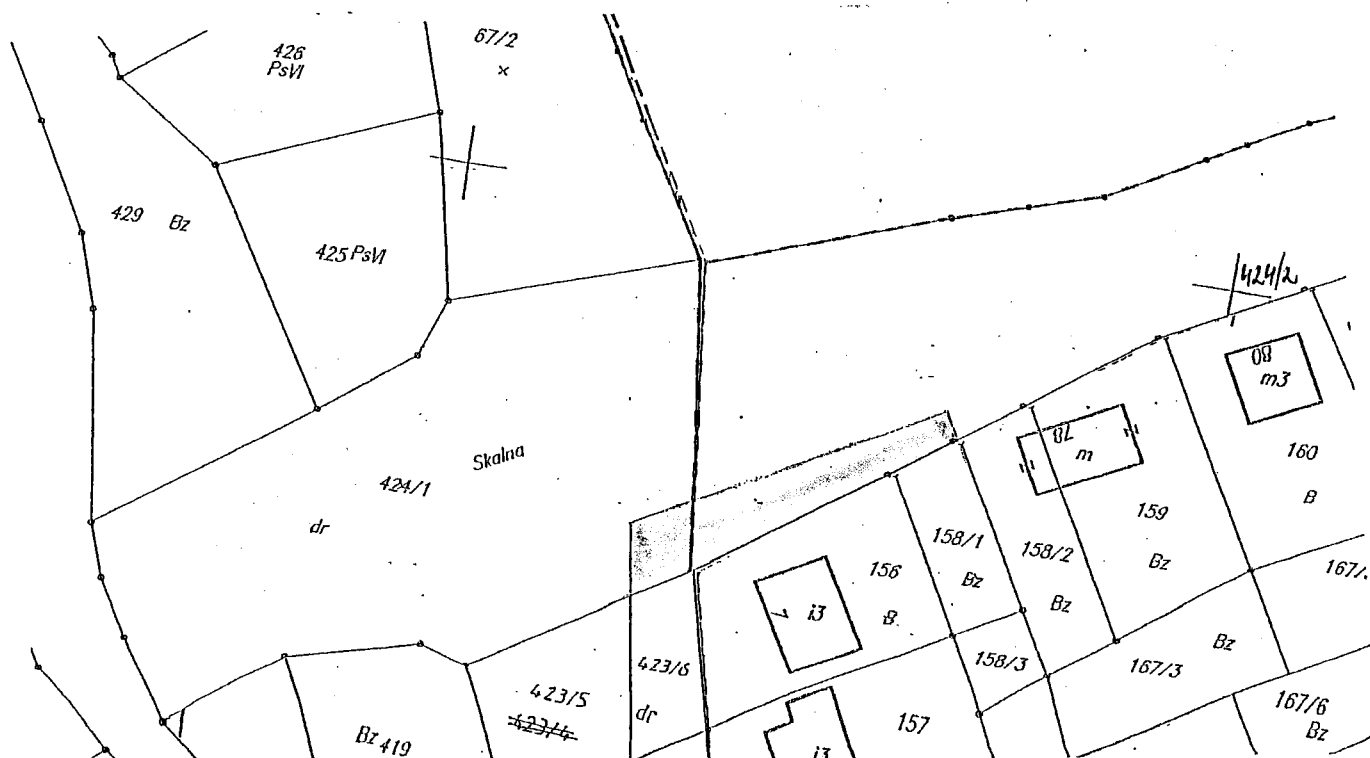 67/2
x
426
PsVI
429 Bz
425 PsVI
424/2
80
m3
78
m
Skalna
424/1
dr
160
B
159
Bz
158/1
Bz
158/2
Bz
156
B
i3
158/3
167/3
Bz
423/6
dr
423/5
423/4
Bz 419
157
i3
167/6
Bz